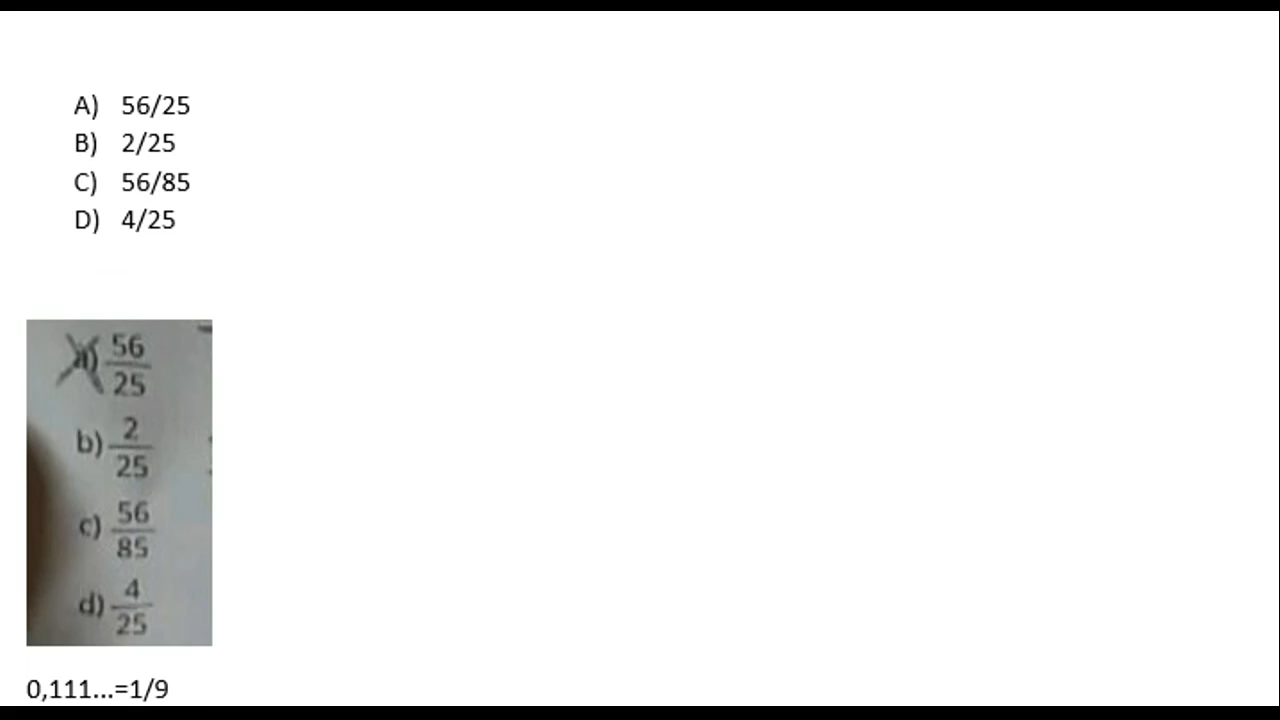 A) 56/25
B) 2/25
C) 56/85
D) 4/25
a) 56/25
b) 2/25
c) 56/85
d) 4/25
0,111...=1/9